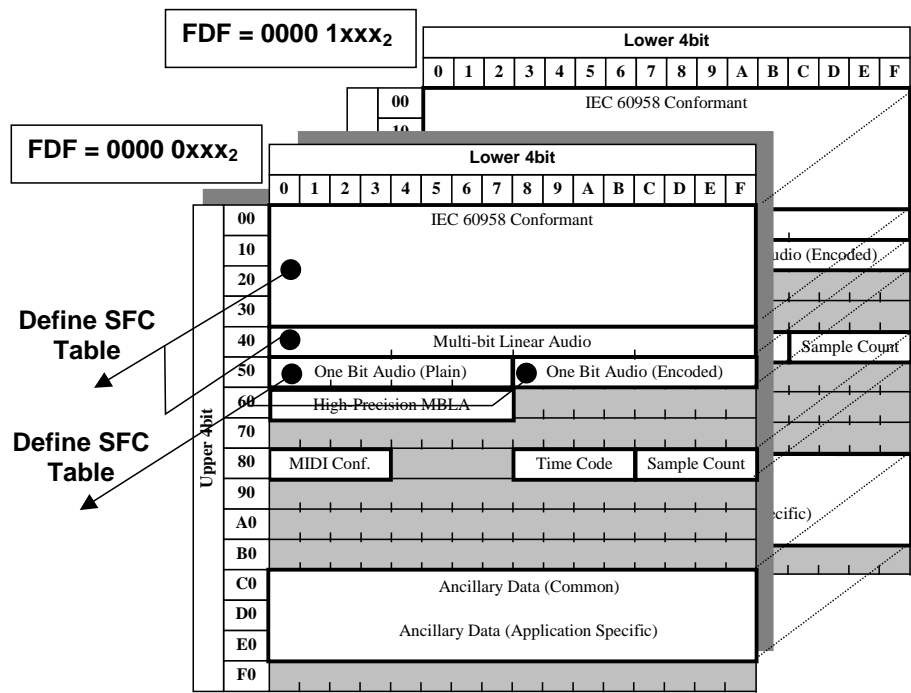 FDF = 0000 1xxx₂
Lower 4bit
0 1 2 3 4 5 6 7 8 9 A B C D E F
00
IEC 60958 Conformant
10
FDF = 0000 0xxx₂
Lower 4bit
0 1 2 3 4 5 6 7 8 9 A B C D E F
00
IEC 60958 Conformant
10
udio (Encoded)
20
30
Define SFC
Table
40
Multi-bit Linear Audio
Sample Count
50
One Bit Audio (Plain)
One Bit Audio (Encoded)
60
High-Precision MBLA
70
Define SFC
Table
Upper 4bit
80
MIDI Conf.
Time Code
Sample Count
90
A0
ecific)
B0
C0
Ancillary Data (Common)
D0
Ancillary Data (Application Specific)
E0
F0